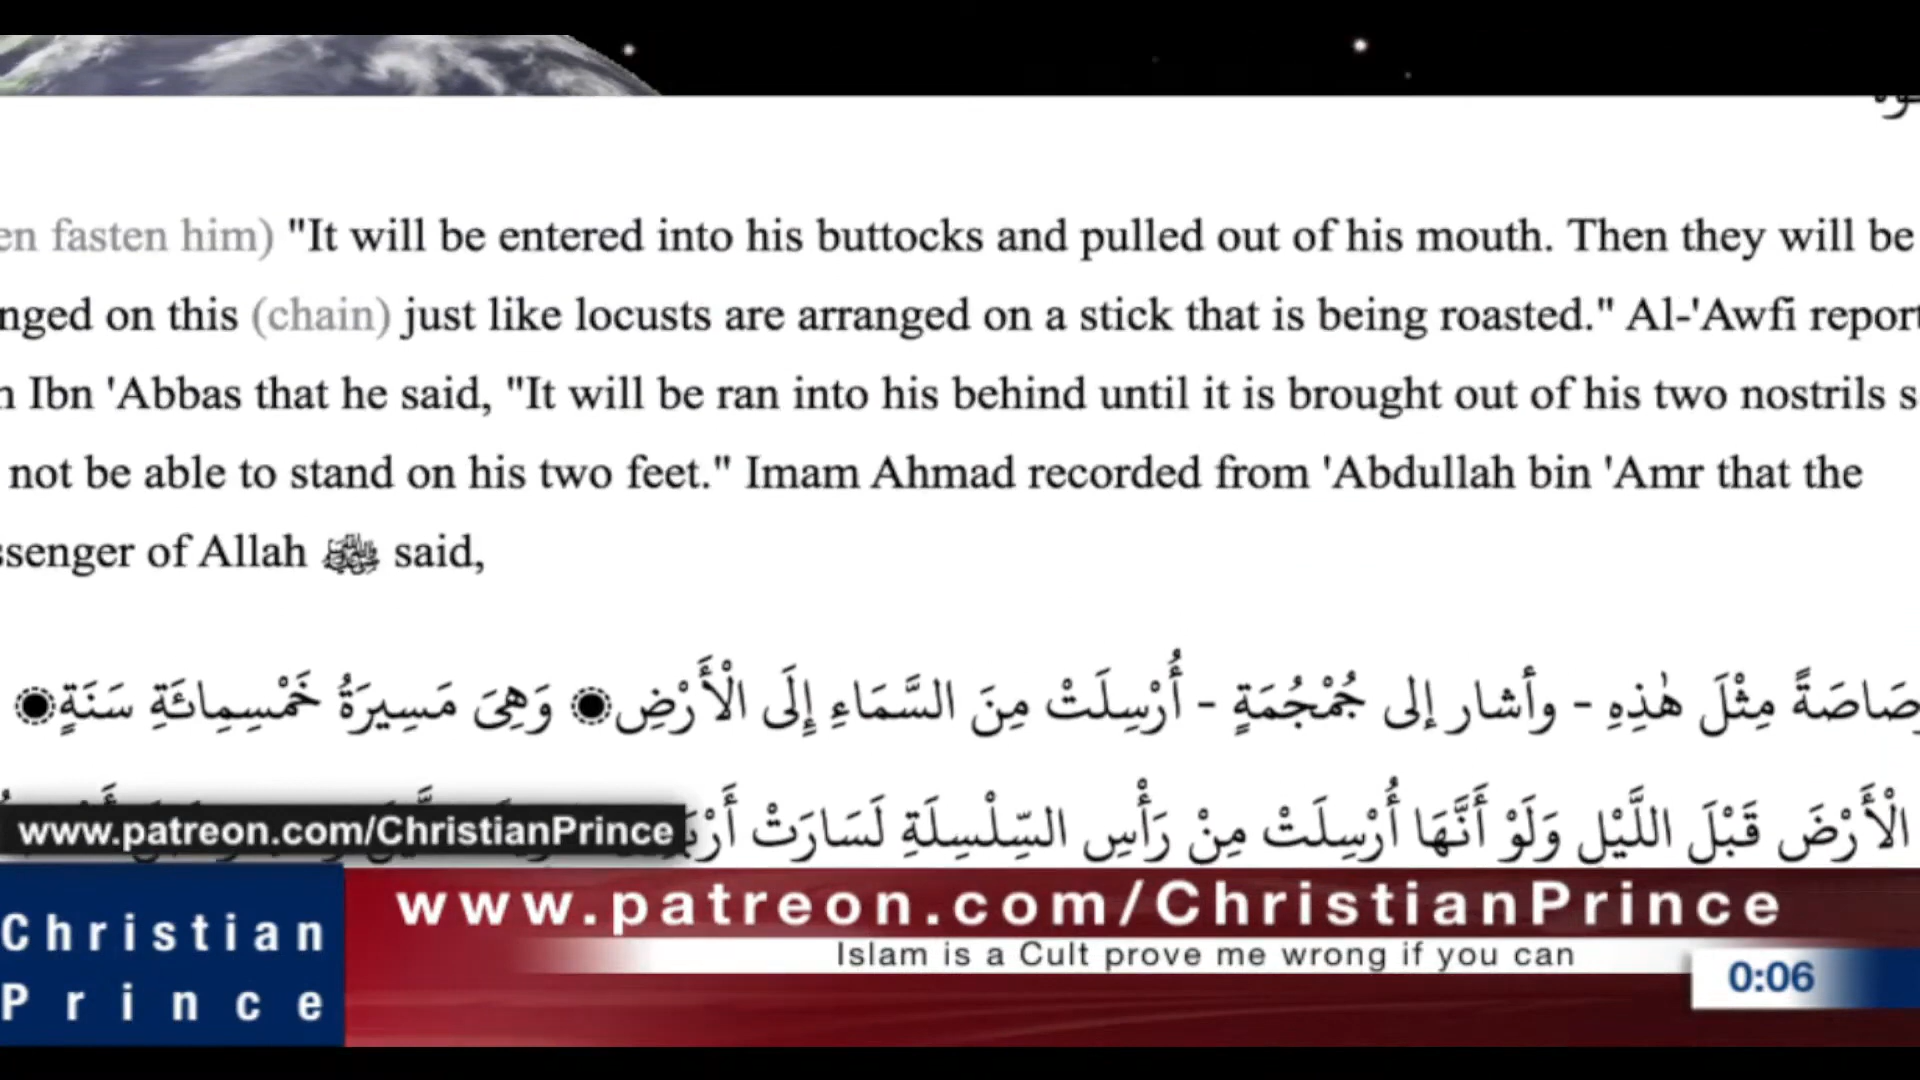 en fasten him) "It will be entered into his buttocks and pulled out of his mouth. Then they will be
nged on this (chain) just like locusts are arranged on a stick that is being roasted." Al-'Awfi report
Ibn 'Abbas that he said, "It will be ran into his behind until it is brought out of his two nostrils s
not be able to stand on his two feet." Imam Ahmad recorded from 'Abdullah bin 'Amr that the
ssenger of Allah ﷺ said,
صَاصَةً مِثْلَ هٰذِهِ - وأشار إلى جُمْجُمَةٍ - أُرْسِلَتْ مِنَ السَّمَاءِ إِلَى الْأَرْضِ وَهِيَ مَسِيرَةُ خَمْسِمِائَةِ سَنَةٍ
الْأَرْضَ قَبْلَ اللَّيْلِ وَلَوْ أَنَّهَا أُرْسِلَتْ مِنْ رَأْسِ السِّلْسِلَةِ لَسَارَتْ
www.patreon.com/ChristianPrince
Christian
Prince
www.patreon.com/ChristianPrince
Islam is a Cult prove me wrong if you can
0:06